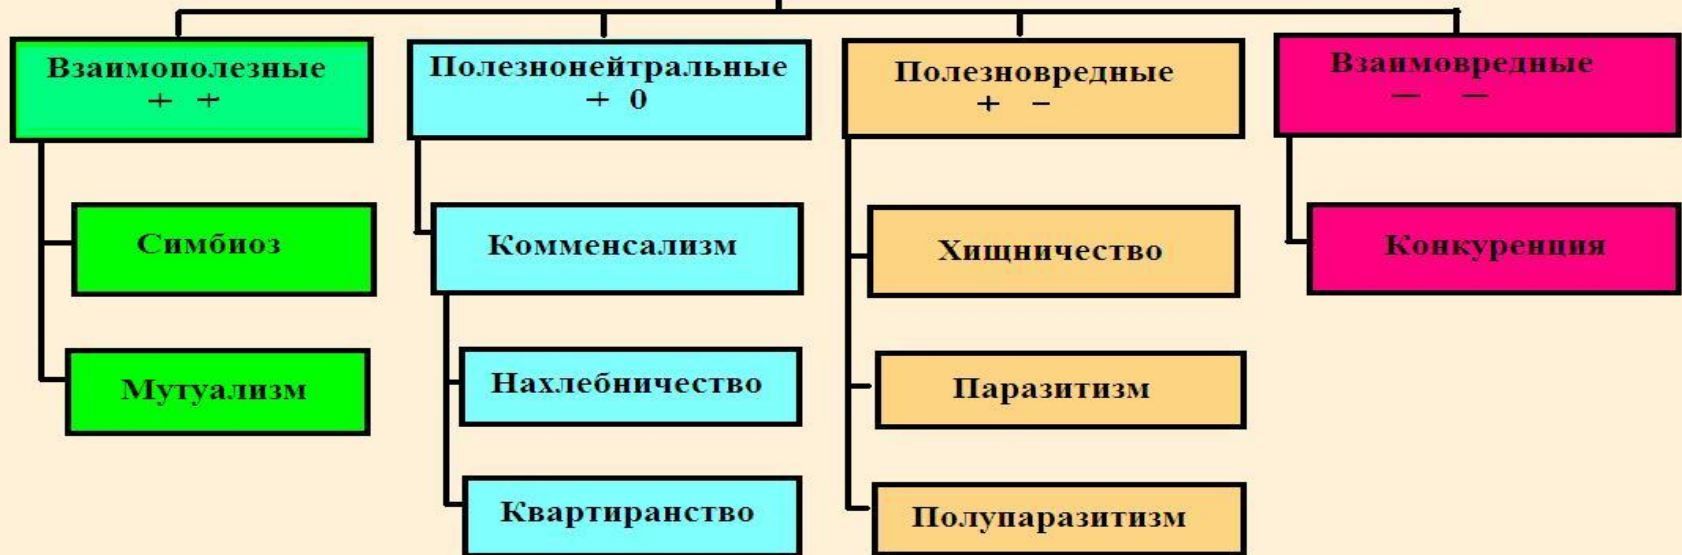 Взаимополезные
+ +
Полезнонейтральные
+ 0
Полезновредные
+ −
Взаимовредные
— —
Симбиоз
Комменсализм
Хищничество
Конкуренция
Мутуализм
Нахлебничество
Паразитизм
Квартиранство
Полупаразитизм